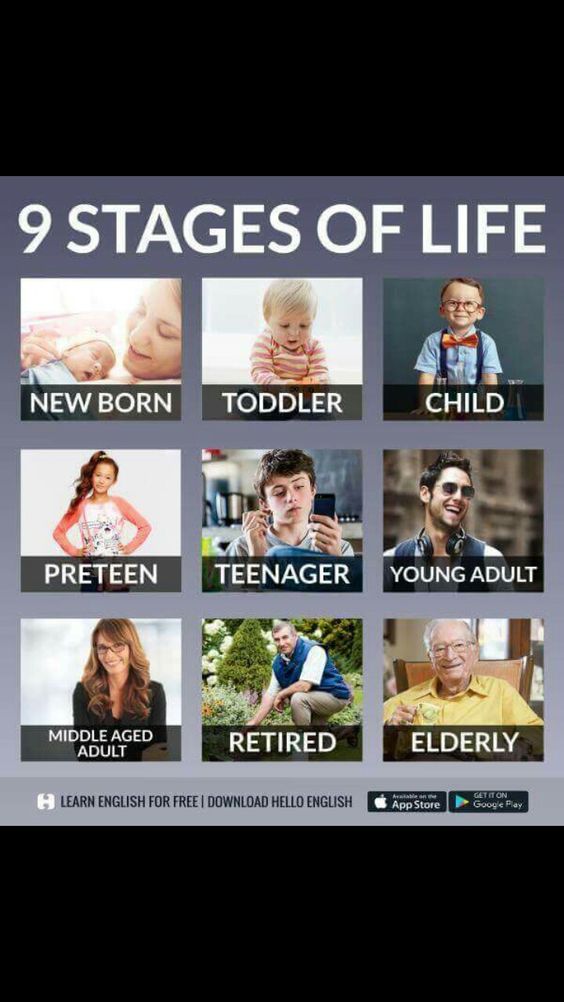 9 STAGES OF LIFE
NEW BORN
TODDLER
CHILD
PRETEEN
TEENAGER
YOUNG ADULT
MIDDLE AGED
ADULT
RETIRED
ELDERLY
LEARN ENGLISH FOR FREE | DOWNLOAD HELLO ENGLISH
Available on the
App Store
GET IT ON
Google Play